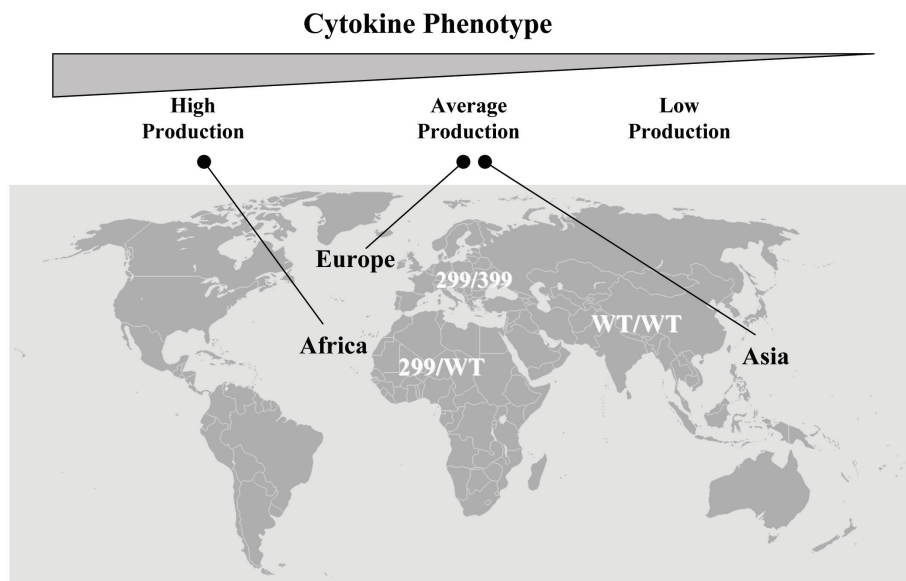 Cytokine Phenotype
High
Production
Average
Production
Low
Production
Europe
299/399
Africa
299/WT
WT/WT
Asia